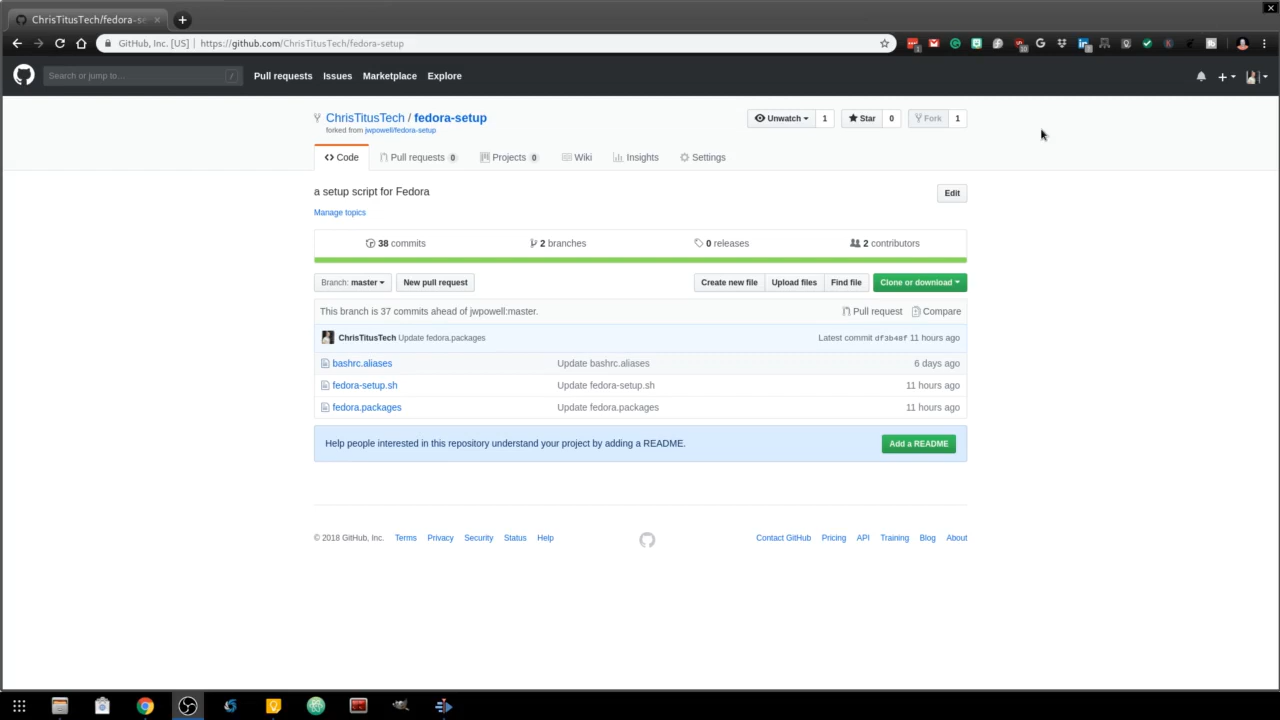 ChrisTitusTech/fedora-se
GitHub, Inc. [US] | https://github.com/ChrisTitusTech/fedora-setup
Search or jump to… /
Pull requests Issues Marketplace Explore
ChrisTitusTech / fedora-setup
forked from jwpowell/fedora-setup
Unwatch 1 Star 0 Fork 1
Code Pull requests 0 Projects 0 Wiki Insights Settings
a setup script for Fedora
Edit
Manage topics
38 commits 2 branches 0 releases 2 contributors
Branch: master New pull request Create new file Upload files Find file Clone or download
This branch is 37 commits ahead of jwpowell:master. Pull request Compare
ChrisTitusTech Update fedora.packages Latest commit df3b48f 11 hours ago
bashrc.aliases Update bashrc.aliases 6 days ago
fedora-setup.sh Update fedora-setup.sh 11 hours ago
fedora.packages Update fedora.packages 11 hours ago
Help people interested in this repository understand your project by adding a README. Add a README
© 2018 GitHub, Inc. Terms Privacy Security Status Help Contact GitHub Pricing API Training Blog About